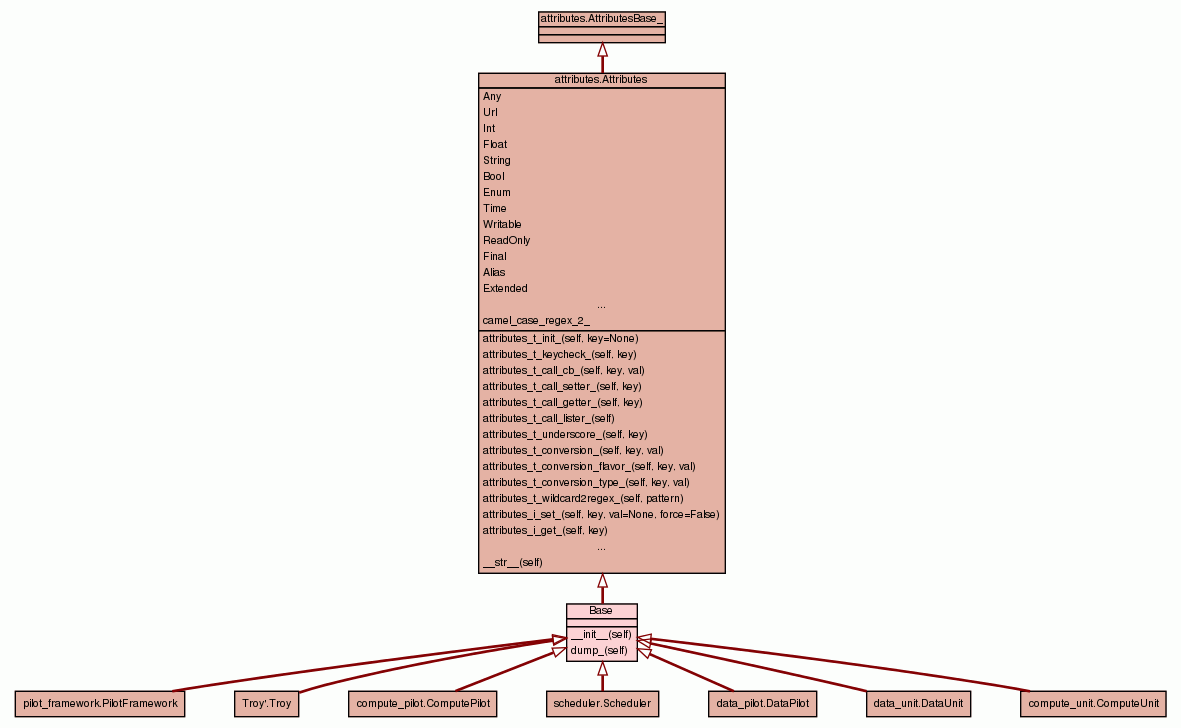 attributes.AttributesBase_
attributes.Attributes
Any
Url
Int
Float
String
Bool
Enum
Time
Writable
ReadOnly
Final
Alias
Extended
...
camel_case_regex_2_
attributes_t_init_(self, key=None)
attributes_t_keycheck_(self, key)
attributes_t_call_cb_(self, key, val)
attributes_t_call_setter_(self, key)
attributes_t_call_getter_(self, key)
attributes_t_call_lister_(self)
attributes_t_underscore_(self, key)
attributes_t_conversion_(self, key, val)
attributes_t_conversion_flavor_(self, key, val)
attributes_t_conversion_type_(self, key, val)
attributes_t_wildcard2regex_(self, pattern)
attributes_i_set_(self, key, val=None, force=False)
attributes_i_get_(self, key)
...
__str__(self)
Base
__init__(self)
dump_(self)
pilot_framework.PilotFramework
Troy'.Troy
compute_pilot.ComputePilot
scheduler.Scheduler
data_pilot.DataPilot
data_unit.DataUnit
compute_unit.ComputeUnit